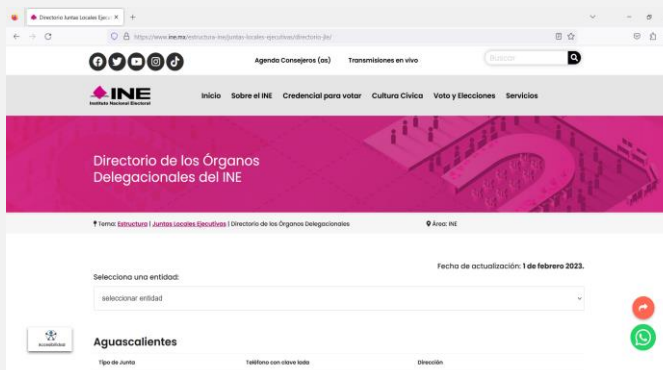 Directorio Juntas Locales Ejec
https://www.ine.mx/estructura-ine/juntas-locales-ejecutivas/directorio-jle/
Agenda Consejeros (as) Transmisiones en vivo Buscar
INE
Instituto Nacional Electoral
Inicio Sobre el INE Credencial para votar Cultura Cívica Voto y Elecciones Servicios
Directorio de los Órganos
Delegacionales del INE
Tema: Estructura | Juntas Locales Ejecutivas | Directorio de los Órganos Delegacionales Área: INE
Fecha de actualización: 1 de febrero 2023.
Selecciona una entidad:
seleccionar entidad
Accesibilidad
Aguascalientes
Tipo de Junta Teléfono con clave lada Dirección